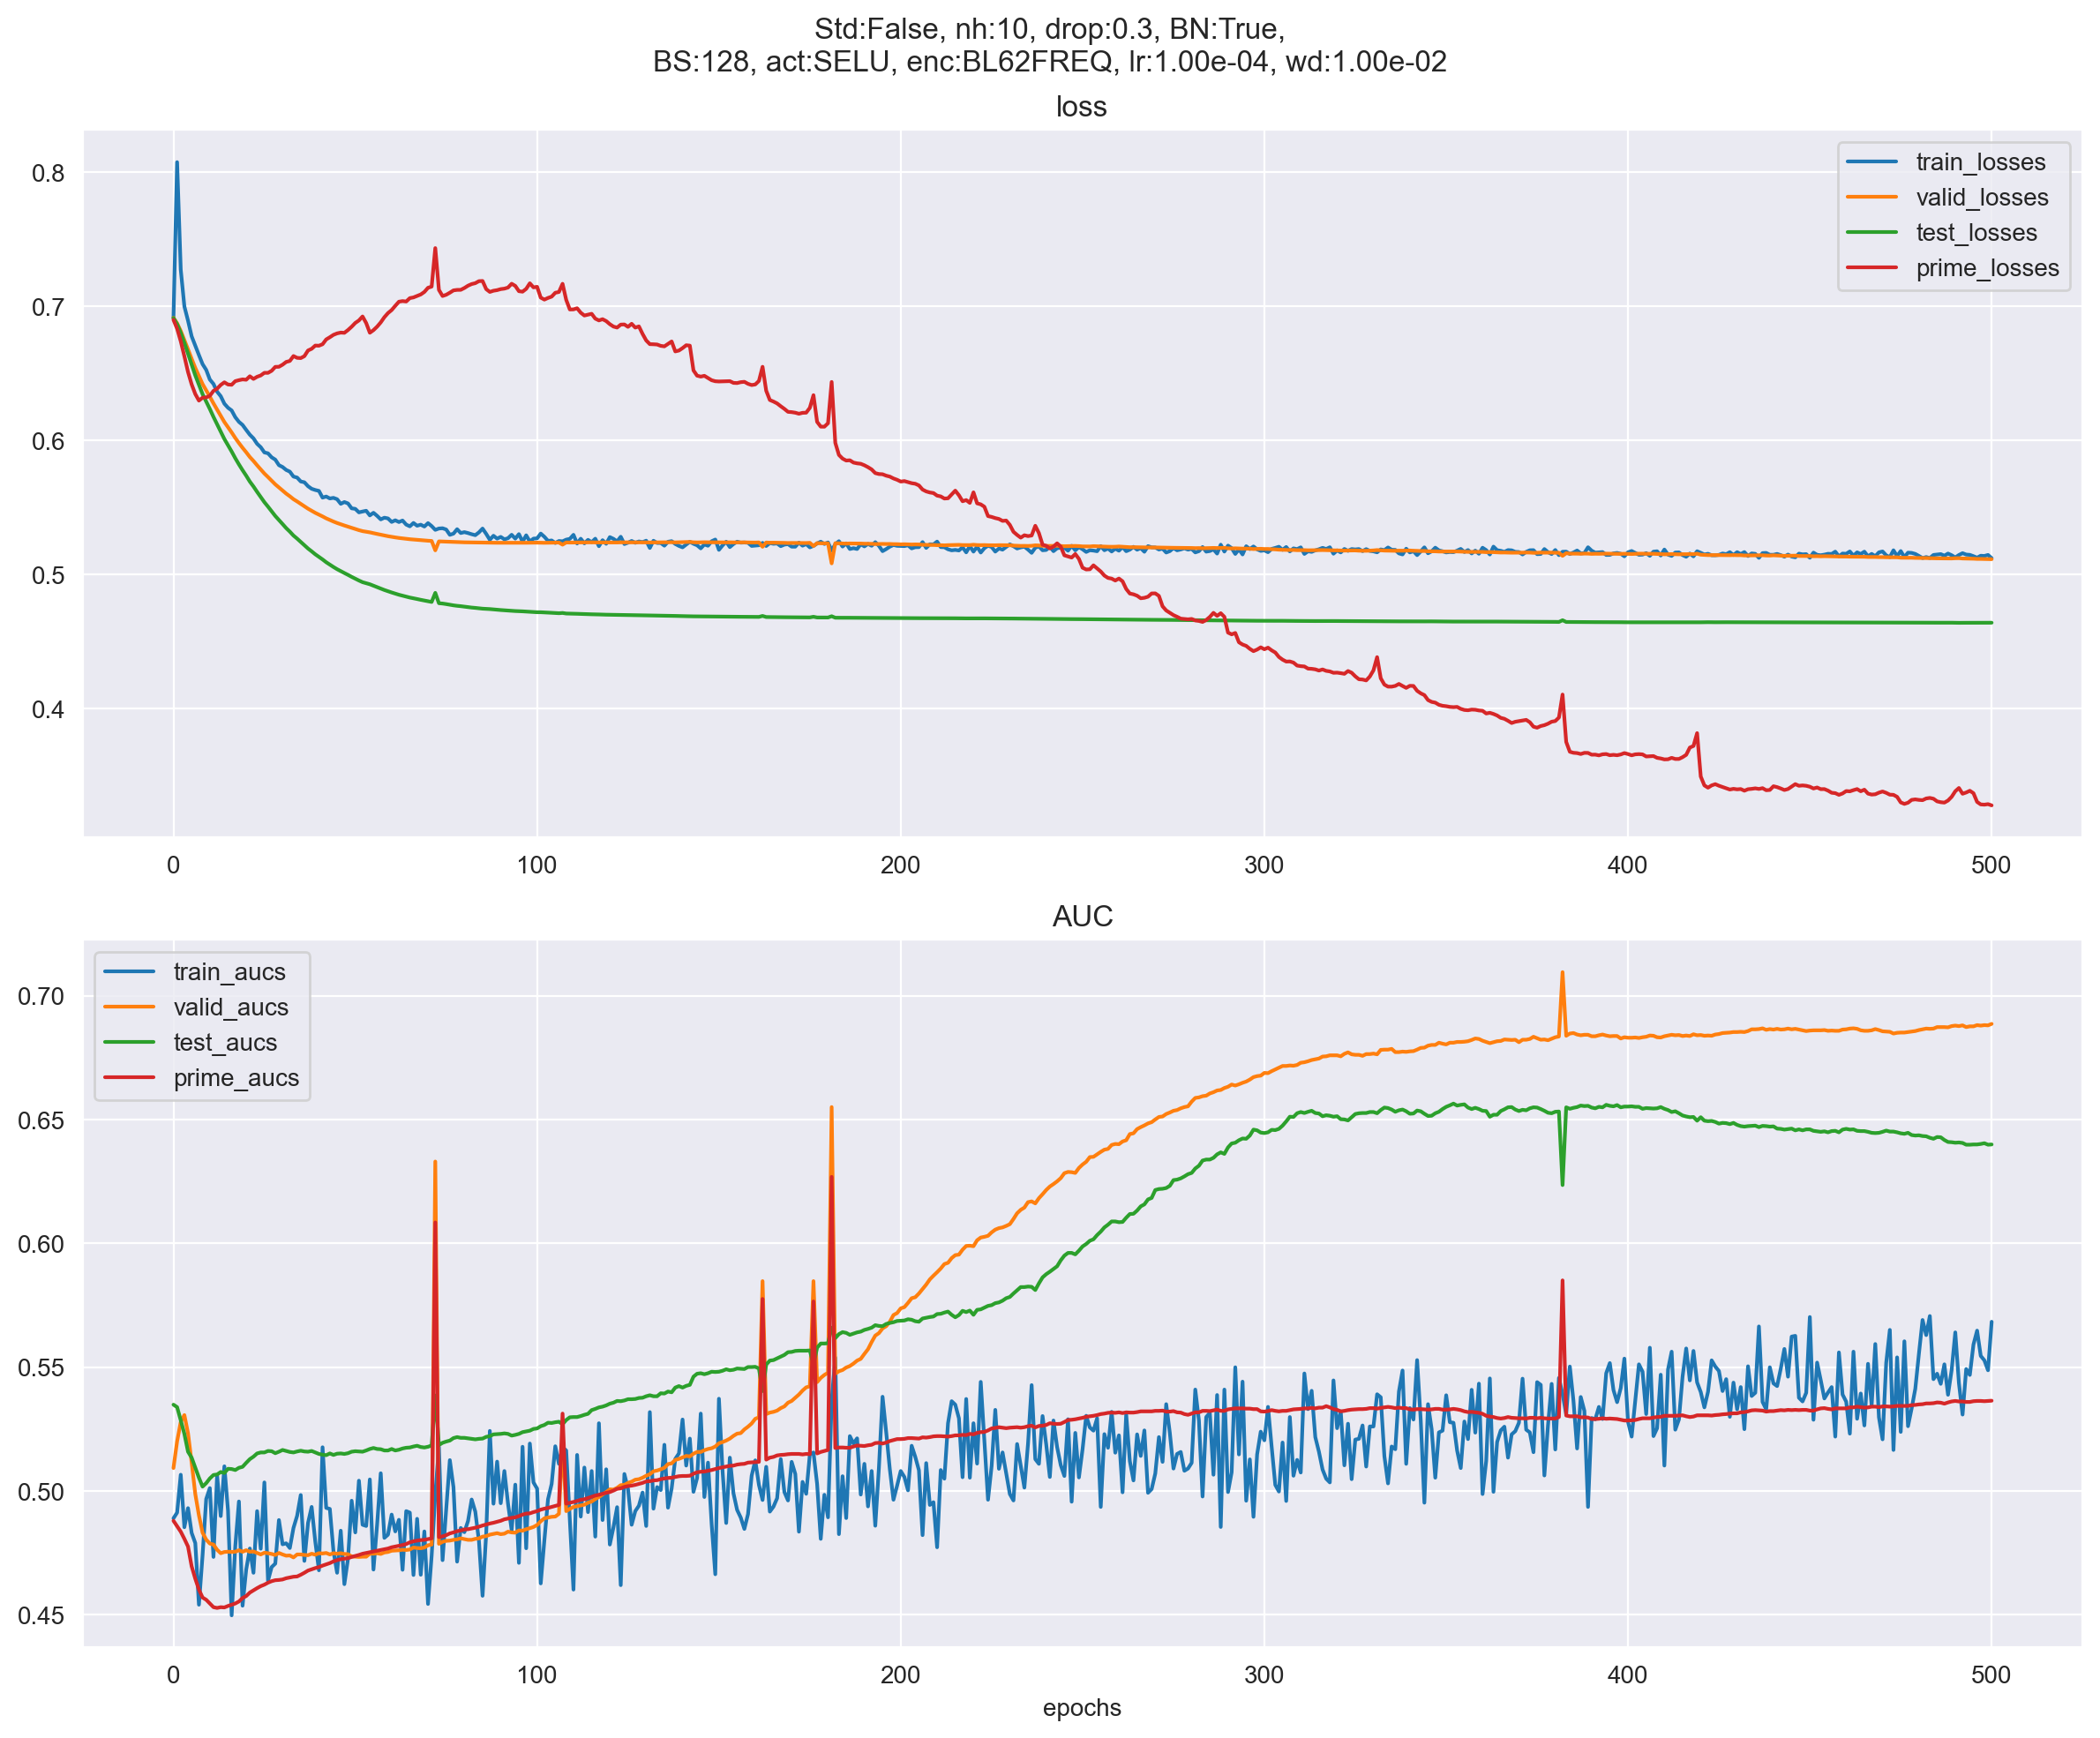 Std:False, nh:10, drop:0.3, BN:True,
BS:128, act:SELU, enc:BL62FREQ, lr:1.00e-04, wd:1.00e-02
loss
0.8
0.7
0.6
0.5
0.4
train_losses
valid_losses
test_losses
prime_losses
0 100 200 300 400 500
AUC
train_aucs
valid_aucs
test_aucs
prime_aucs
0.70
0.65
0.60
0.55
0.50
0.45
0 100 200 300 400 500
epochs